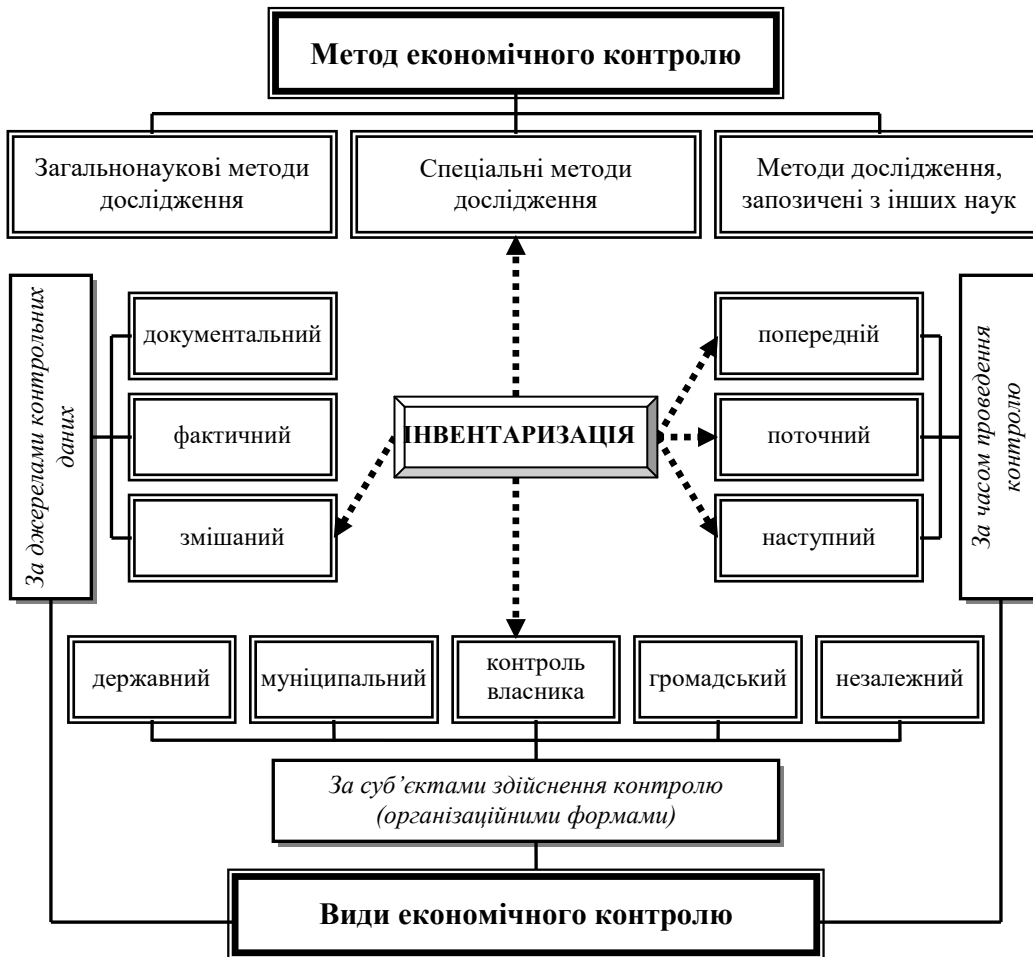 Метод економічного контролю
Загальнонаукові методи
дослідження
Спеціальні методи
дослідження
Методи дослідження,
запозичені з інших наук
За джерелами контрольних
даних
документальний
фактичний
змішаний
ІНВЕНТАРИЗАЦІЯ
попередній
поточний
наступний
За часом проведення
контролю
державний
муніципальний
контроль
власника
громадський
незалежний
За суб’єктами здійснення контролю
(організаційними формами)
Види економічного контролю